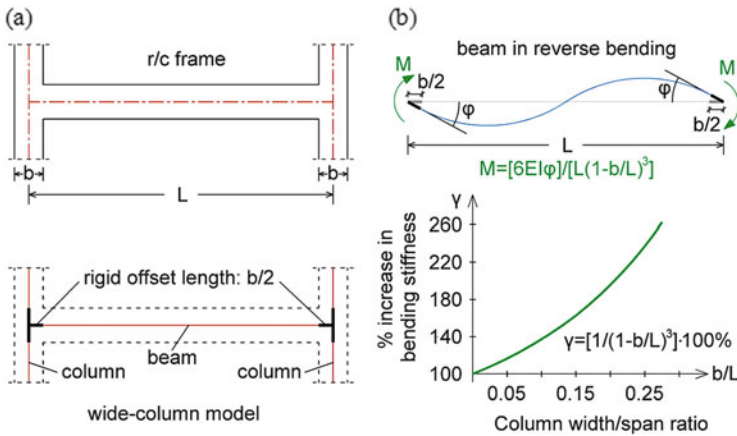 (a)
r/c frame
b
L
b
rigid offset length: b/2
beam
column
column
wide-column model
(b)
beam in reverse bending
M
M
b/2
φ
φ
b/2
L
M=[6EIφ]/[L(1-b/L)³]
γ
% increase in
bending stiffness
260
220
180
140
100
γ=[1/(1-b/L)³]·100%
b/L
0.05
0.15
0.25
Column width/span ratio